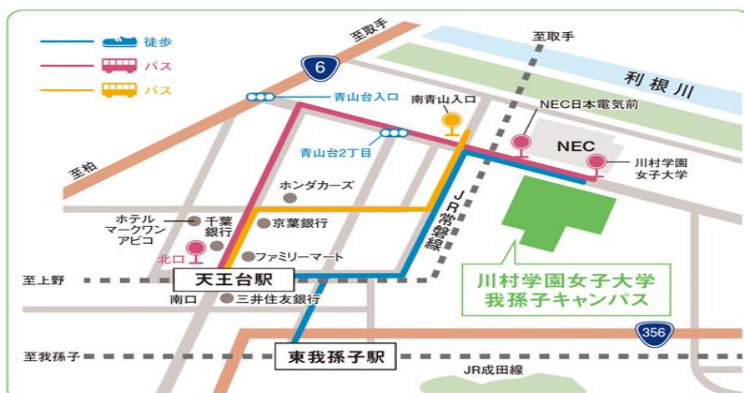 徒歩
バス
バス
至取手
6
至取手
利根川
青山台入口
南青山入口
NEC日本電気前
NEC
青山台2丁目
川村学園
女子大学
至柏
ホンダカーズ
JR常磐線
ホテル
マークワン
アビコ
千葉
銀行
京葉銀行
北口
ファミリーマート
至上野
天王台駅
川村学園女子大学
我孫子キャンパス
南口
三井住友銀行
356
至我孫子
東我孫子駅
JR成田線